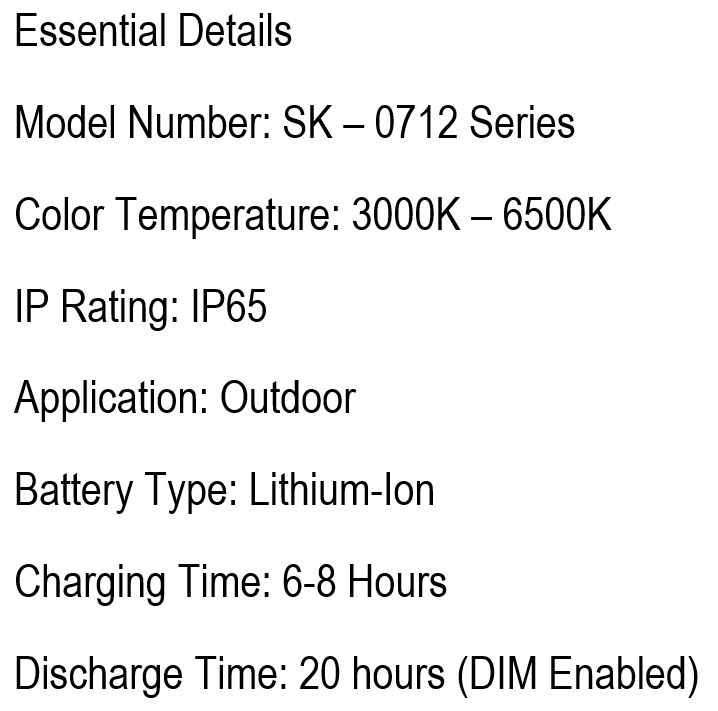 Essential Details
Model Number: SK – 0712 Series
Color Temperature: 3000K – 6500K
IP Rating: IP65
Application: Outdoor
Battery Type: Lithium-Ion
Charging Time: 6-8 Hours
Discharge Time: 20 hours (DIM Enabled)